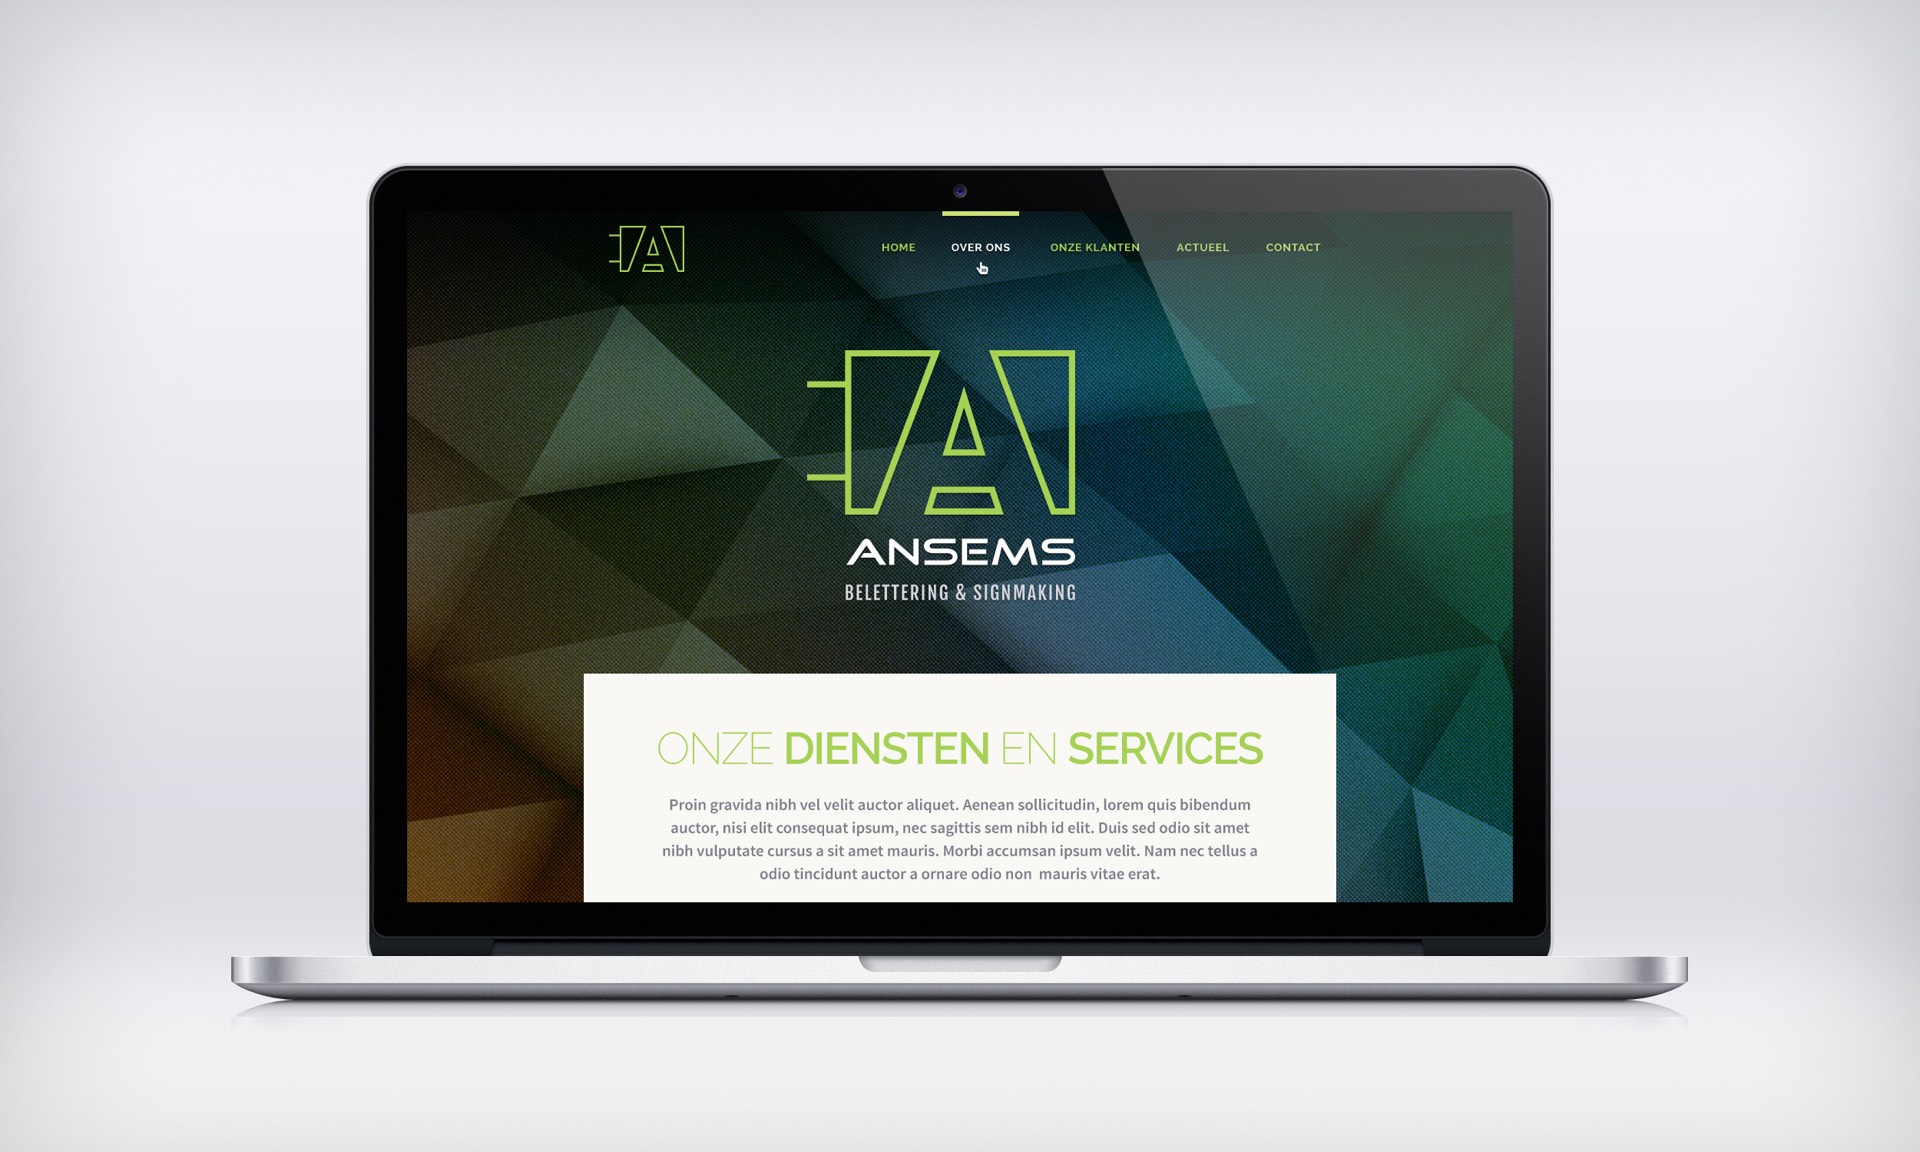 A
HOME OVER ONS ONZE KLANTEN ACTUEEL CONTACT
A
ANSEMS
BELETTERING & SIGNMAKING
ONZE DIENSTEN EN SERVICES
Proin gravida nibh vel velit auctor aliquet. Aenean sollicitudin, lorem quis bibendum
auctor, nisi elit consequat ipsum, nec sagittis sem nibh id elit. Duis sed odio sit amet
nibh vulputate cursus a sit amet mauris. Morbi accumsan ipsum velit. Nam nec tellus a
odio tincidunt auctor a ornare odio non mauris vitae erat.